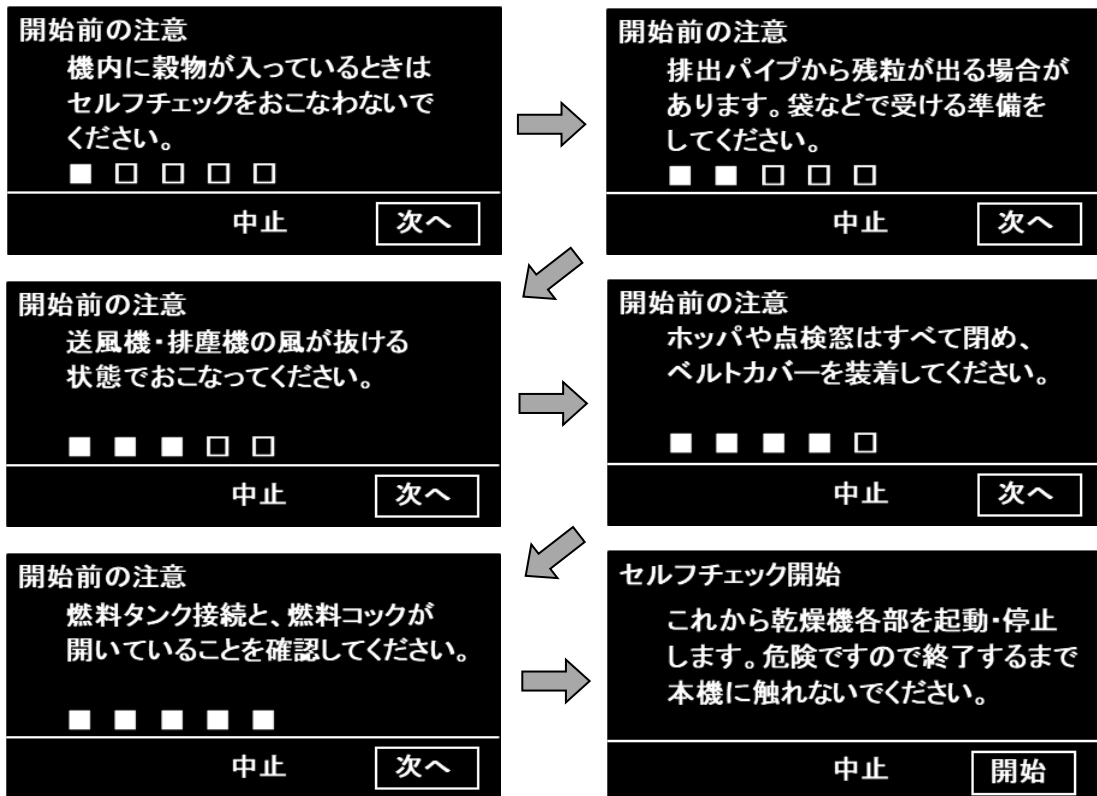 開始前の注意
機内に穀物が入っているときは
セルフチェックをおこなわないで
ください。
中止 次へ
開始前の注意
排出パイプから残粒が出る場合が
あります。袋などで受ける準備を
してください。
中止 次へ
開始前の注意
送風機・排塵機の風が抜ける
状態でおこなってください。
中止 次へ
開始前の注意
ホッパや点検窓はすべて閉め、
ベルトカバーを装着してください。
中止 次へ
開始前の注意
燃料タンク接続と、燃料コックが
開いていることを確認してください。
中止 次へ
セルフチェック開始
これから乾燥機各部を起動・停止
します。危険ですので終了するまで
本機に触れないでください。
中止 開始